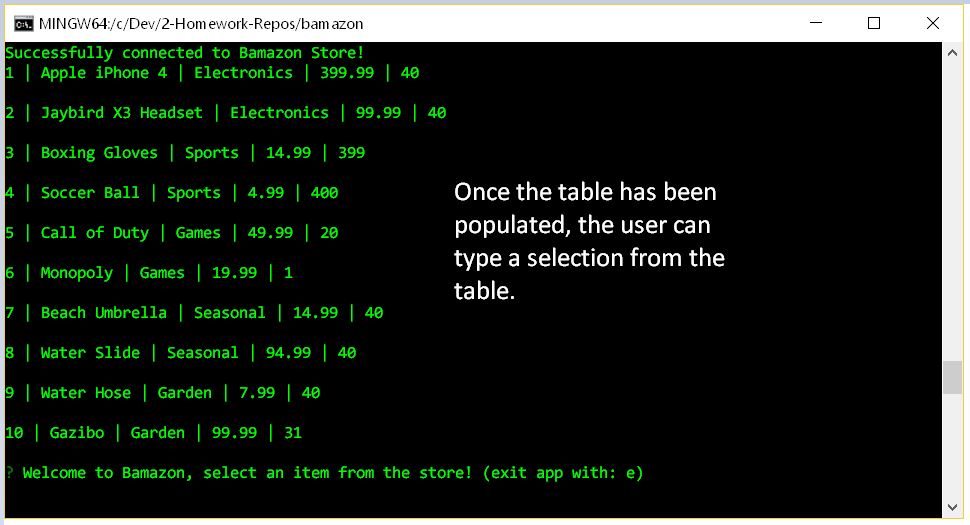 MINGW64:/c/Dev/2-Homework-Repos/bamazon
Successfully connected to Bamazon Store!
1 | Apple iPhone 4 | Electronics | 399.99 | 40
2 | Jaybird X3 Headset | Electronics | 99.99 | 40
3 | Boxing Gloves | Sports | 14.99 | 399
4 | Soccer Ball | Sports | 4.99 | 400
5 | Call of Duty | Games | 49.99 | 20
6 | Monopoly | Games | 19.99 | 1
7 | Beach Umbrella | Seasonal | 14.99 | 40
8 | Water Slide | Seasonal | 94.99 | 40
9 | Water Hose | Garden | 7.99 | 40
10 | Gazibo | Garden | 99.99 | 31
? Welcome to Bamazon, select an item from the store! (exit app with: e)
Once the table has been
populated, the user can
type a selection from the
table.